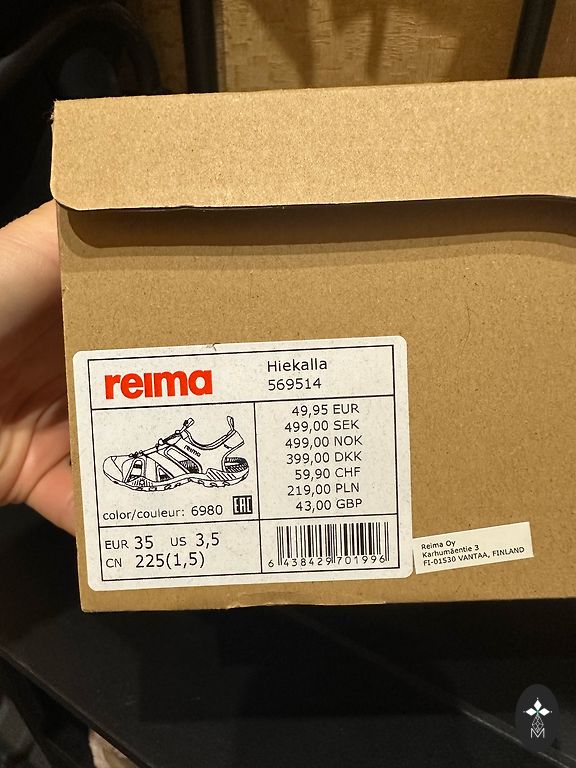 reima
Hiekalla
569514
reima
color/couleur: 6980
EAC
49,95 EUR
499,00 SEK
499,00 NOK
399,00 DKK
59,90 CHF
219,00 PLN
43,00 GBP
EUR 35 US 3,5
CN 225(1,5)
6 438429 701996
Reima Oy
Karhumäentie 3
FI-01530 VANTAA, FINLAND
M